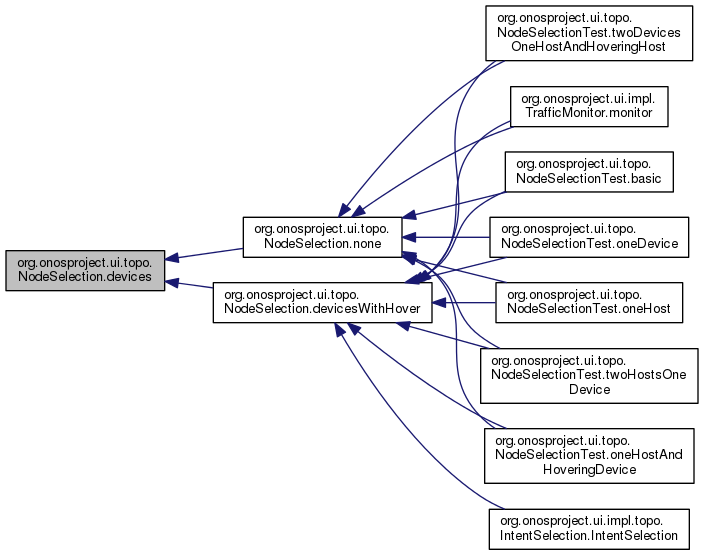 org.onosproject.ui.topo.
NodeSelection.devices
org.onosproject.ui.topo.
NodeSelection.none
org.onosproject.ui.topo.
NodeSelection.devicesWithHover
org.onosproject.ui.topo.
NodeSelectionTest.twoDevices
OneHostAndHoveringHost
org.onosproject.ui.impl.
TrafficMonitor.monitor
org.onosproject.ui.topo.
NodeSelectionTest.basic
org.onosproject.ui.topo.
NodeSelectionTest.oneDevice
org.onosproject.ui.topo.
NodeSelectionTest.oneHost
org.onosproject.ui.topo.
NodeSelectionTest.twoHostsOne
Device
org.onosproject.ui.topo.
NodeSelectionTest.oneHostAnd
HoveringDevice
org.onosproject.ui.impl.topo.
IntentSelection.IntentSelection